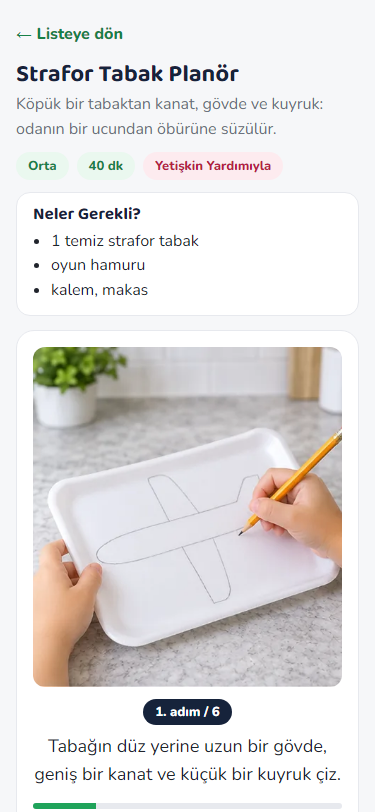 ← Listeye dön
Strafor Tabak Planör
Köpük bir tabaktan kanat, gövde ve kuyruk:
odanın bir ucundan öbürüne süzülür.
Orta
40 dk
Yetişkin Yardımıyla
Neler Gerekli?
• 1 temiz strafor tabak
• oyun hamuru
• kalem, makas
1. adım / 6
Tabağın düz yerine uzun bir gövde,
geniş bir kanat ve küçük bir kuyruk çiz.